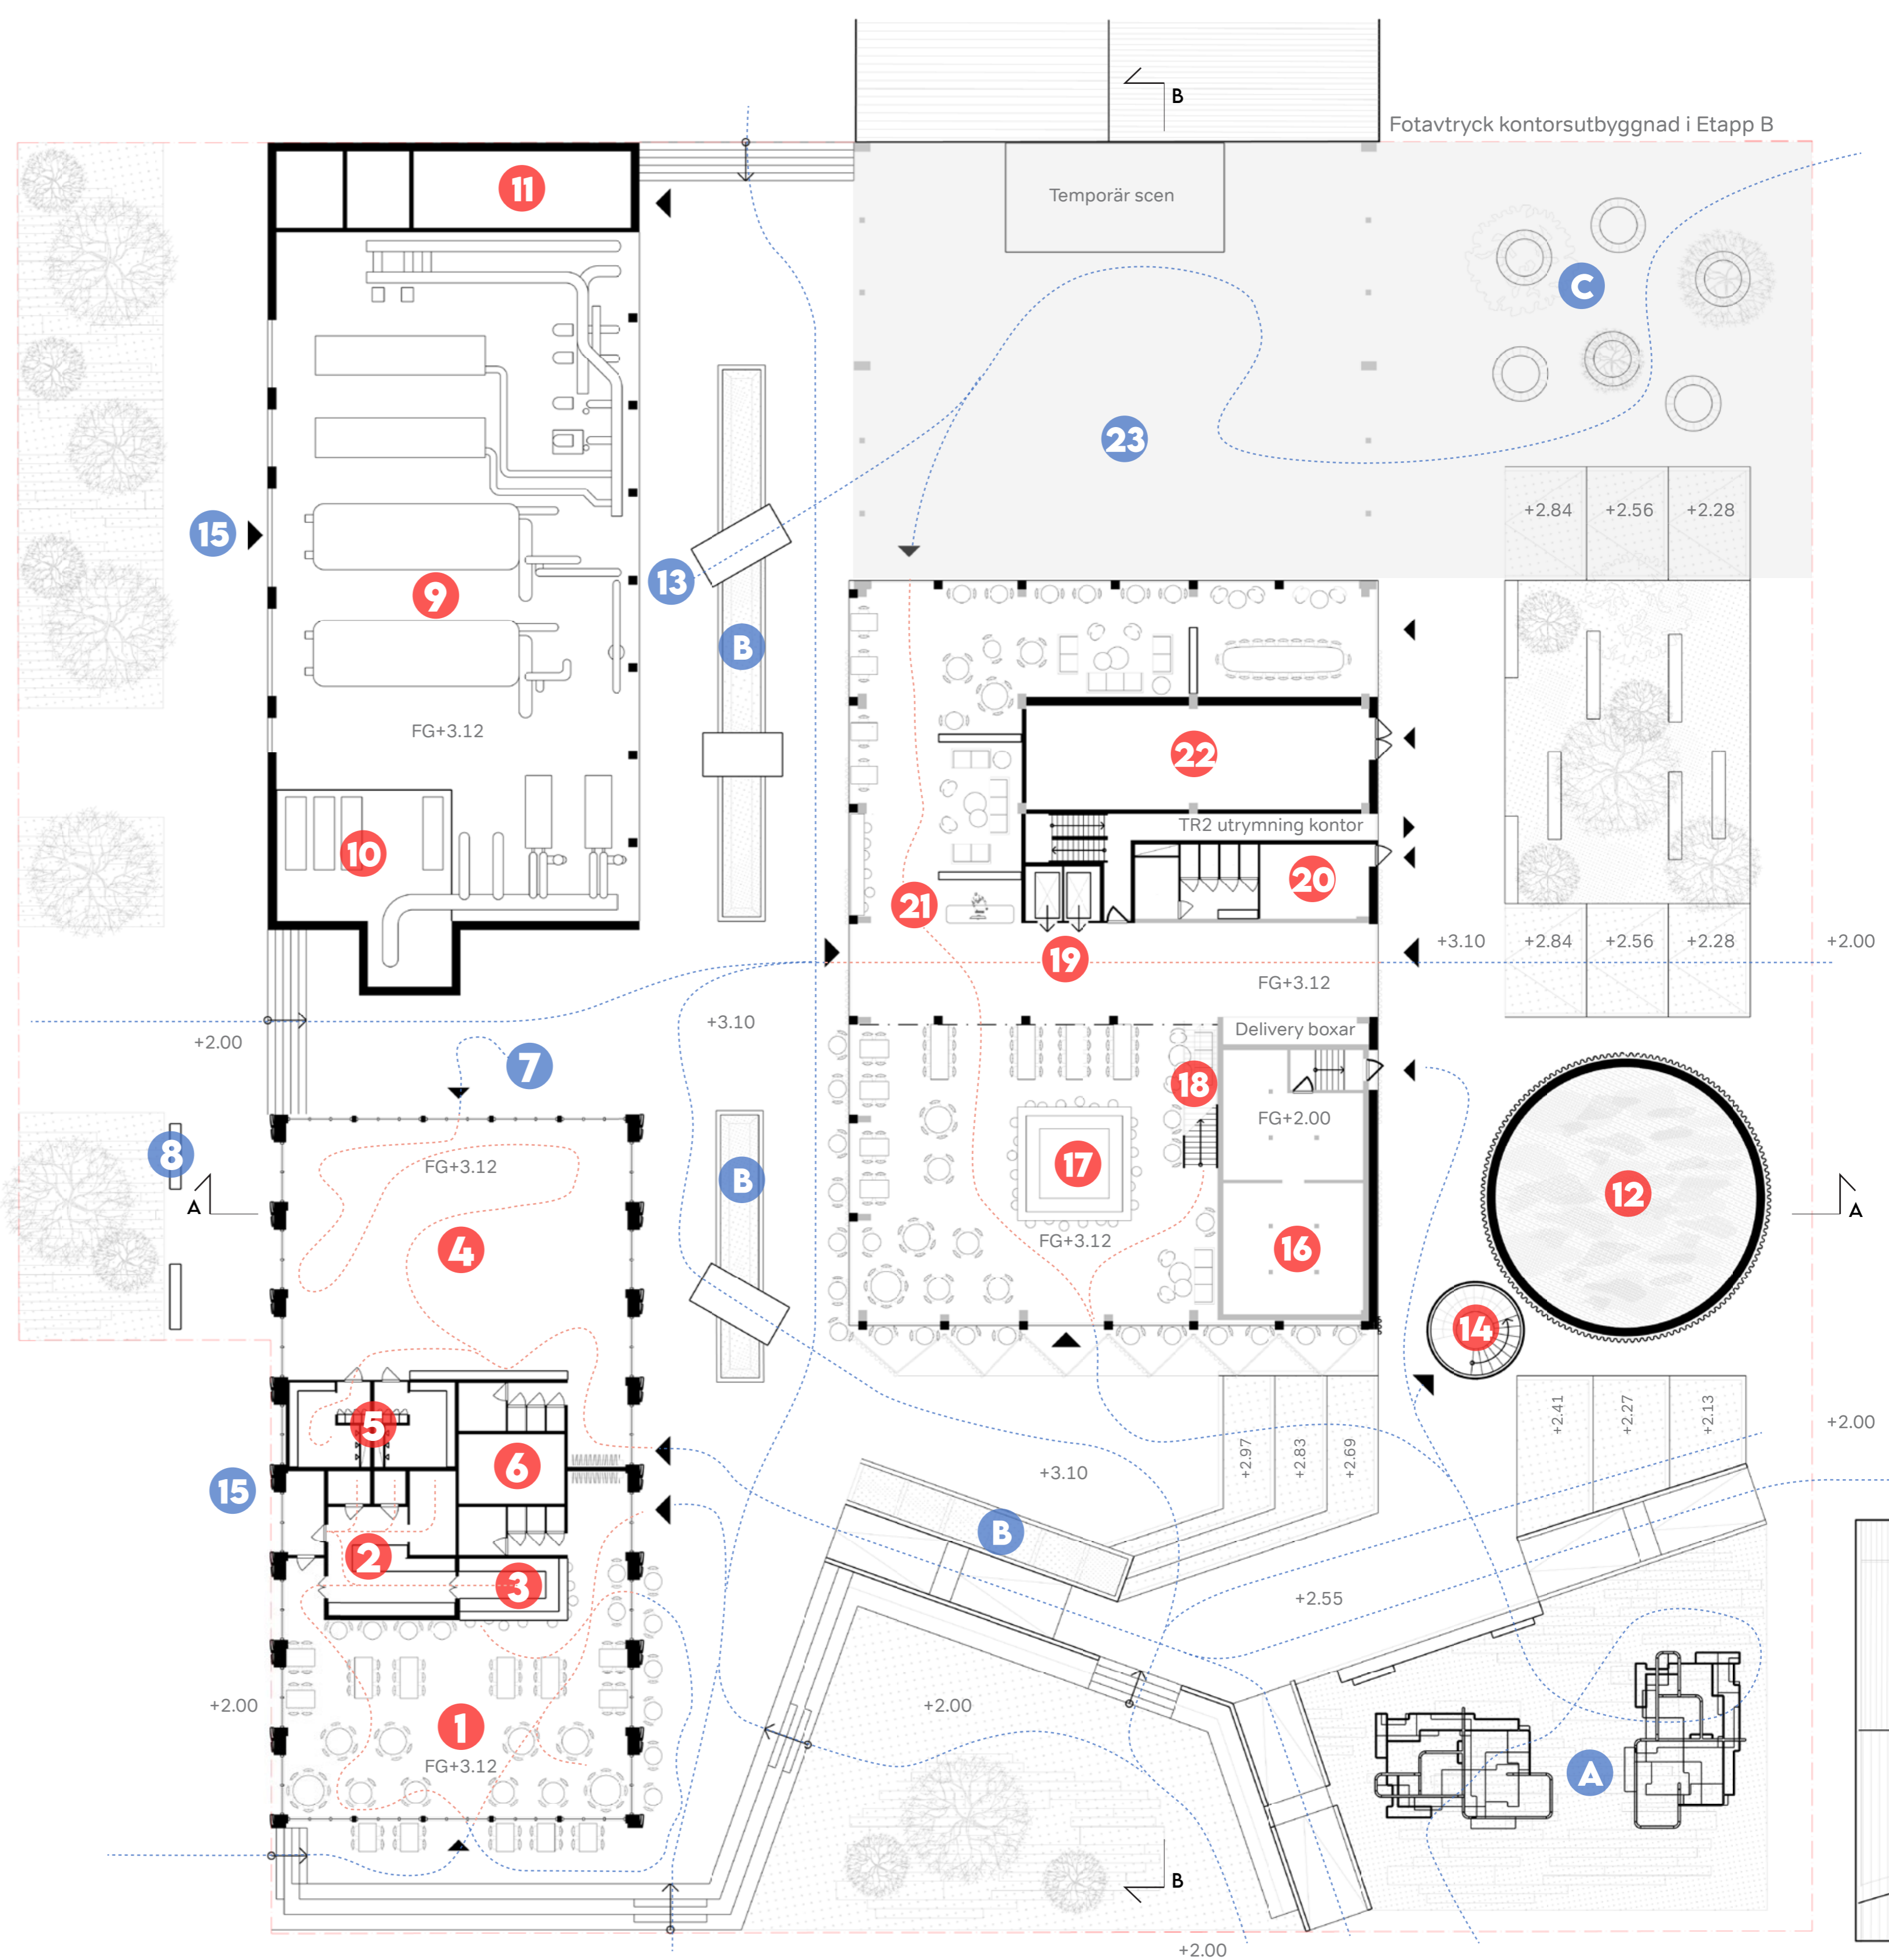 B
Fotavtryck kontorsutbyggnad i Etapp B
11
Temporär scen
C
23
+2.84 +2.56 +2.28
15
13
9
B
FG+3.12
22
TR2 utrymning kontor
10
20
21
19
+3.10 +2.84 +2.56 +2.28 +2.00
FG+3.12
+3.10
+2.00
Delivery boxar
7
18
FG+2.00
8
FG+3.12
17
B
12
A
A
4
FG+3.12
16
14
5
+2.41 +2.27 +2.13
+2.00
6
+2.97 +2.83 +2.69
+3.10
15
B
2
3
+2.55
+2.00
+2.00
1
FG+3.12
A
B
+2.00